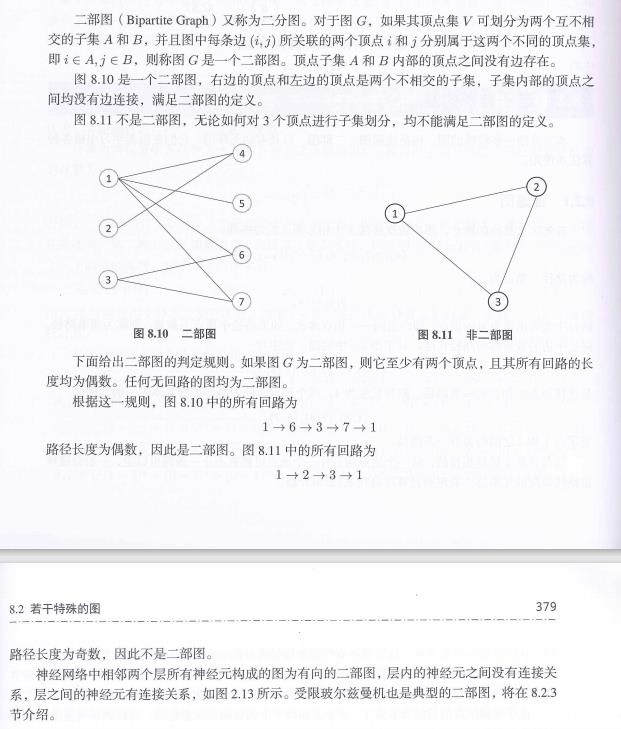 二部图（Bipartite Graph）又称为二分图。对于图 G，如果其顶点集 V 可划分为两个互不相
交的子集 A 和 B，并且图中每条边 (i, j) 所关联的两个顶点 i 和 j 分别属于这两个不同的顶点集，
即 i ∈ A, j ∈ B，则称图 G 是一个二部图。顶点子集 A 和 B 内部的顶点之间没有边存在。
图 8.10 是一个二部图，右边的顶点和左边的顶点是两个不相交的子集，子集内部的顶点之
间均没有边连接，满足二部图的定义。
图 8.11 不是二部图，无论如何对 3 个顶点进行子集划分，均不能满足二部图的定义。
1
2
3
4
5
6
7
1
2
3
图 8.10 二部图
图 8.11 非二部图
下面给出二部图的判定规则。如果图 G 为二部图，则它至少有两个顶点，且其所有回路的长
度均为偶数。任何无回路的图均为二部图。
根据这一规则，图 8.10 中的所有回路为
1 → 6 → 3 → 7 → 1
路径长度为偶数，因此是二部图。图 8.11 中的所有回路为
1 → 2 → 3 → 1
8.2 若干特殊的图
379
路径长度为奇数，因此不是二部图。
神经网络中相邻两个层所有神经元构成的图为有向的二部图，层内的神经元之间没有连接关
系，层之间的神经元有连接关系，如图 2.13 所示。受限玻尔兹曼机也是典型的二部图，将在 8.2.3
节介绍。